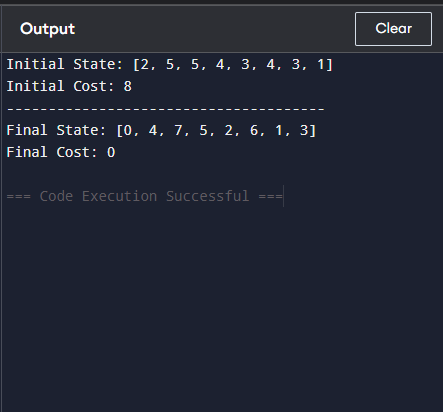 Output
Clear
Initial State: [2, 5, 5, 4, 3, 4, 3, 1]
Initial Cost: 8
--------------------------------------
Final State: [0, 4, 7, 5, 2, 6, 1, 3]
Final Cost: 0
=== Code Execution Successful ===